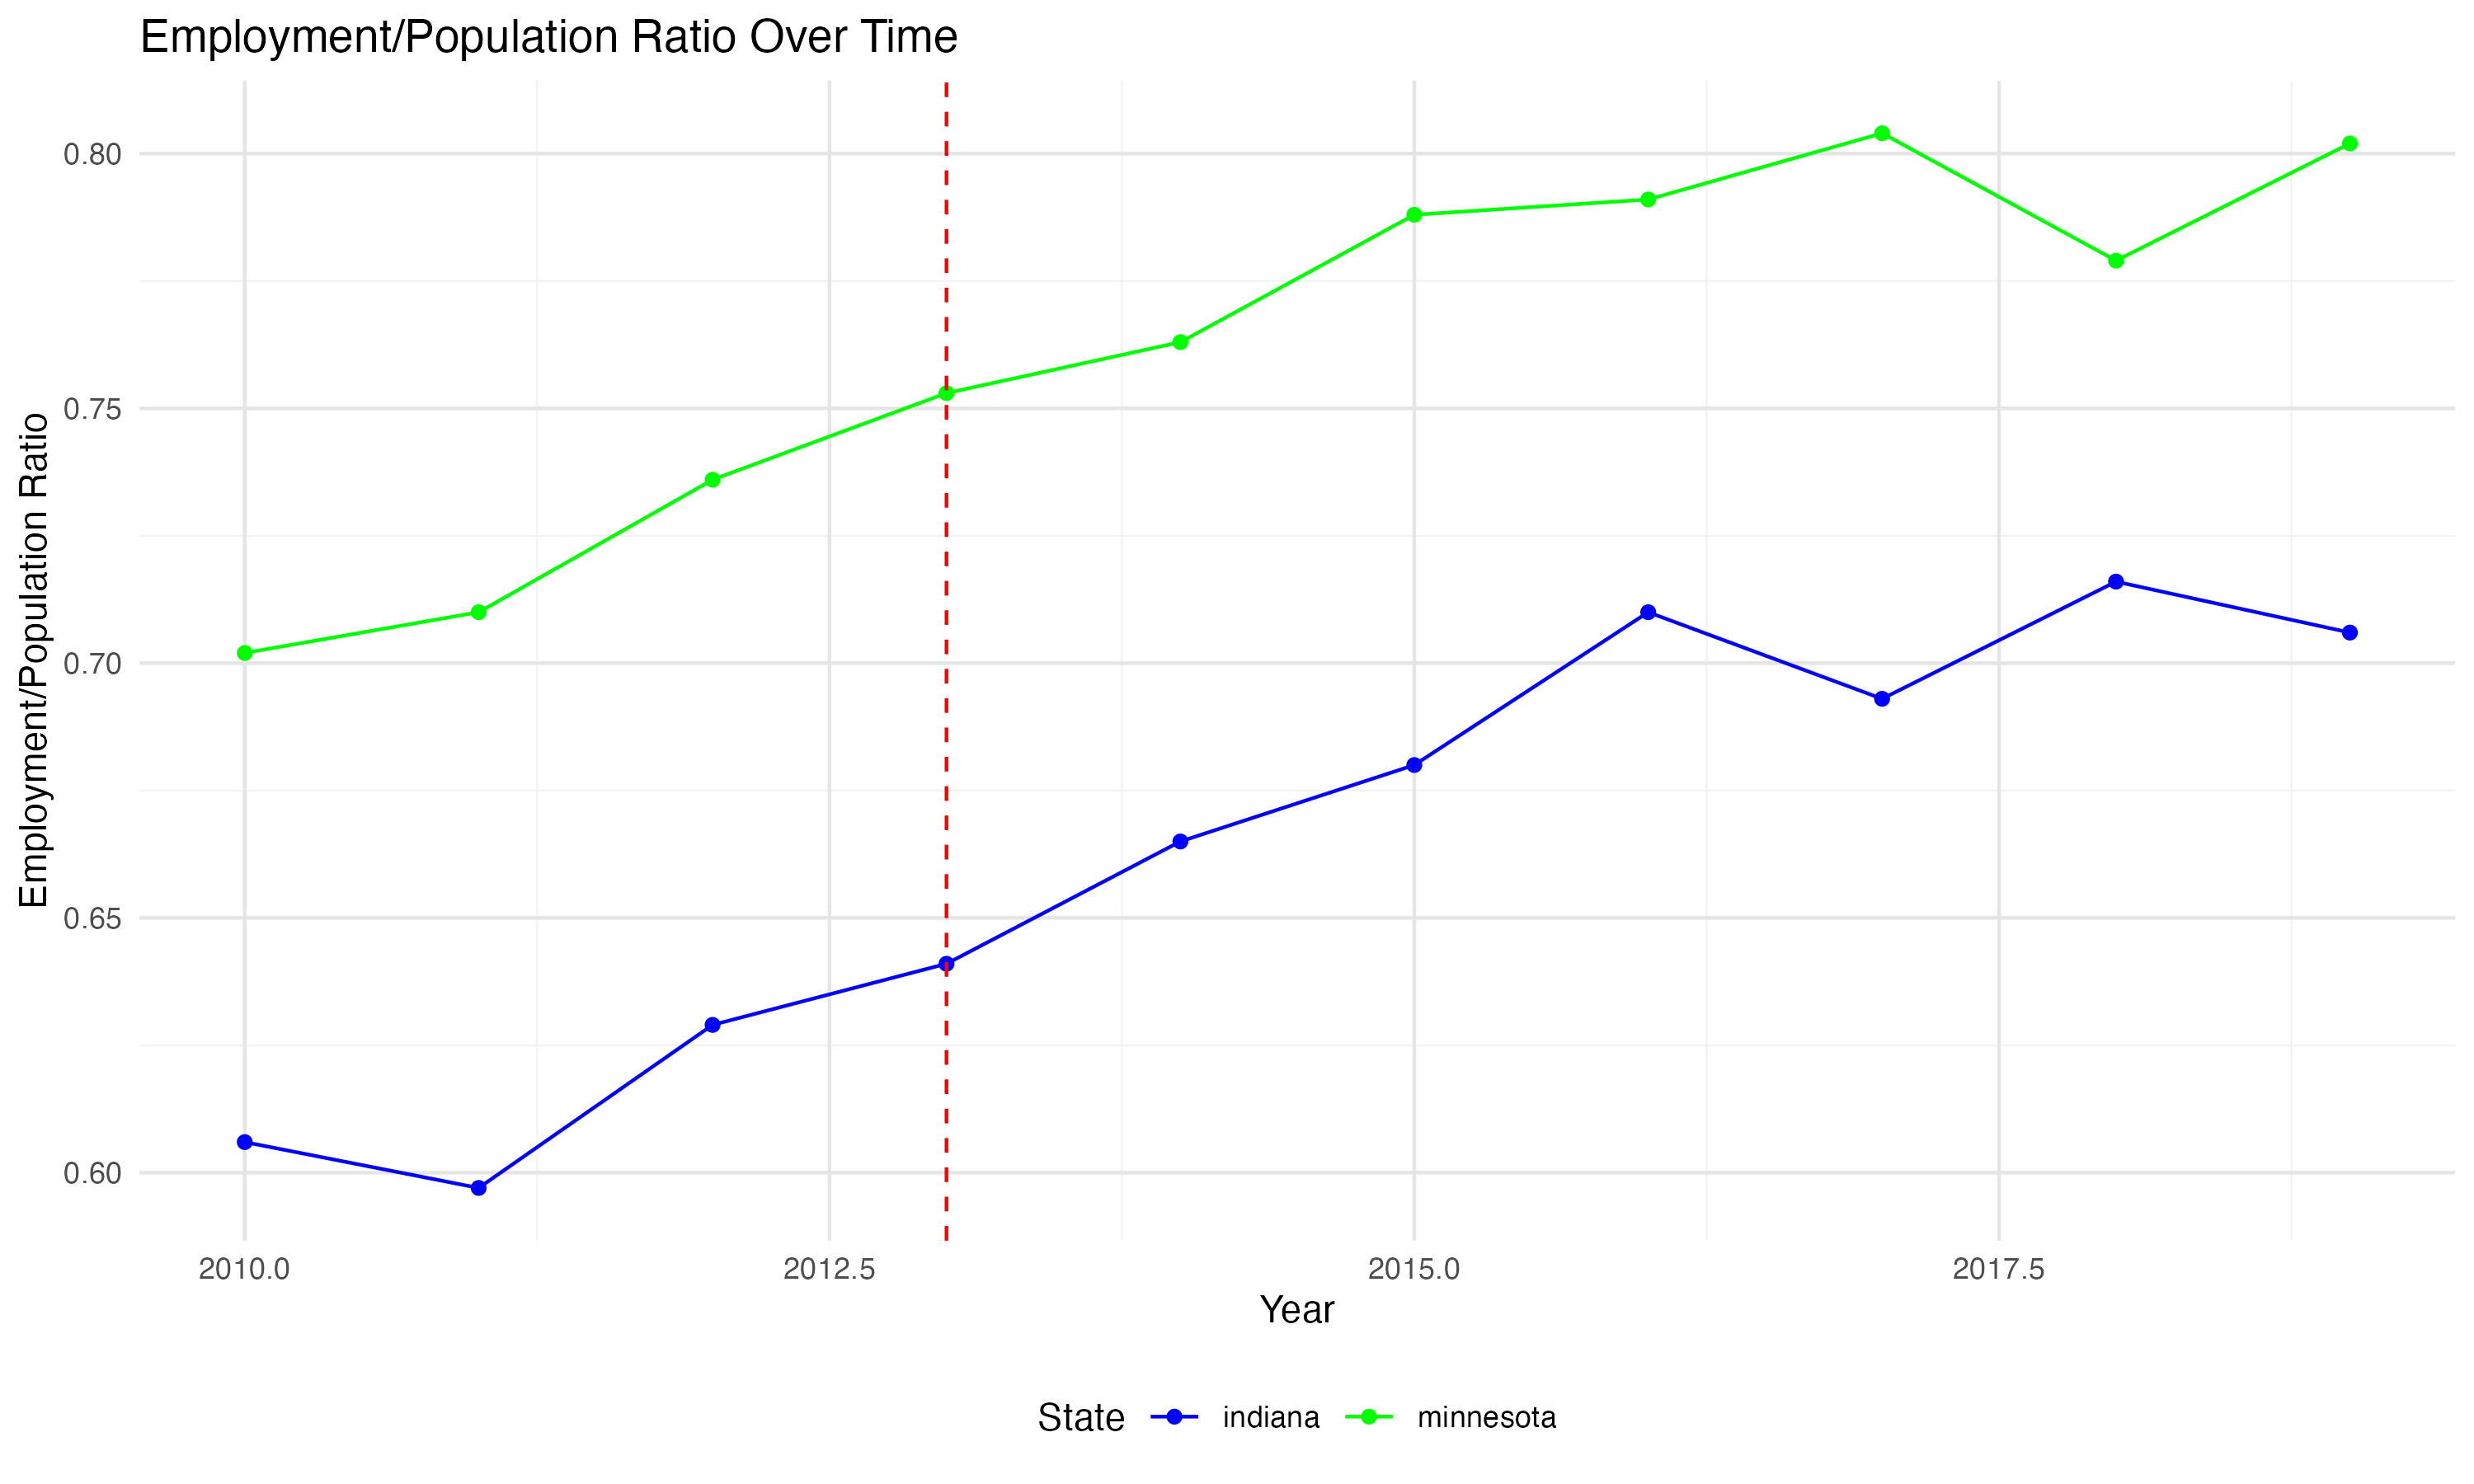 Employment/Population Ratio Over Time
Employment/Population Ratio
0.80
0.75
0.70
0.65
0.60
2010.0 2012.5 2015.0 2017.5
Year
State indiana minnesota